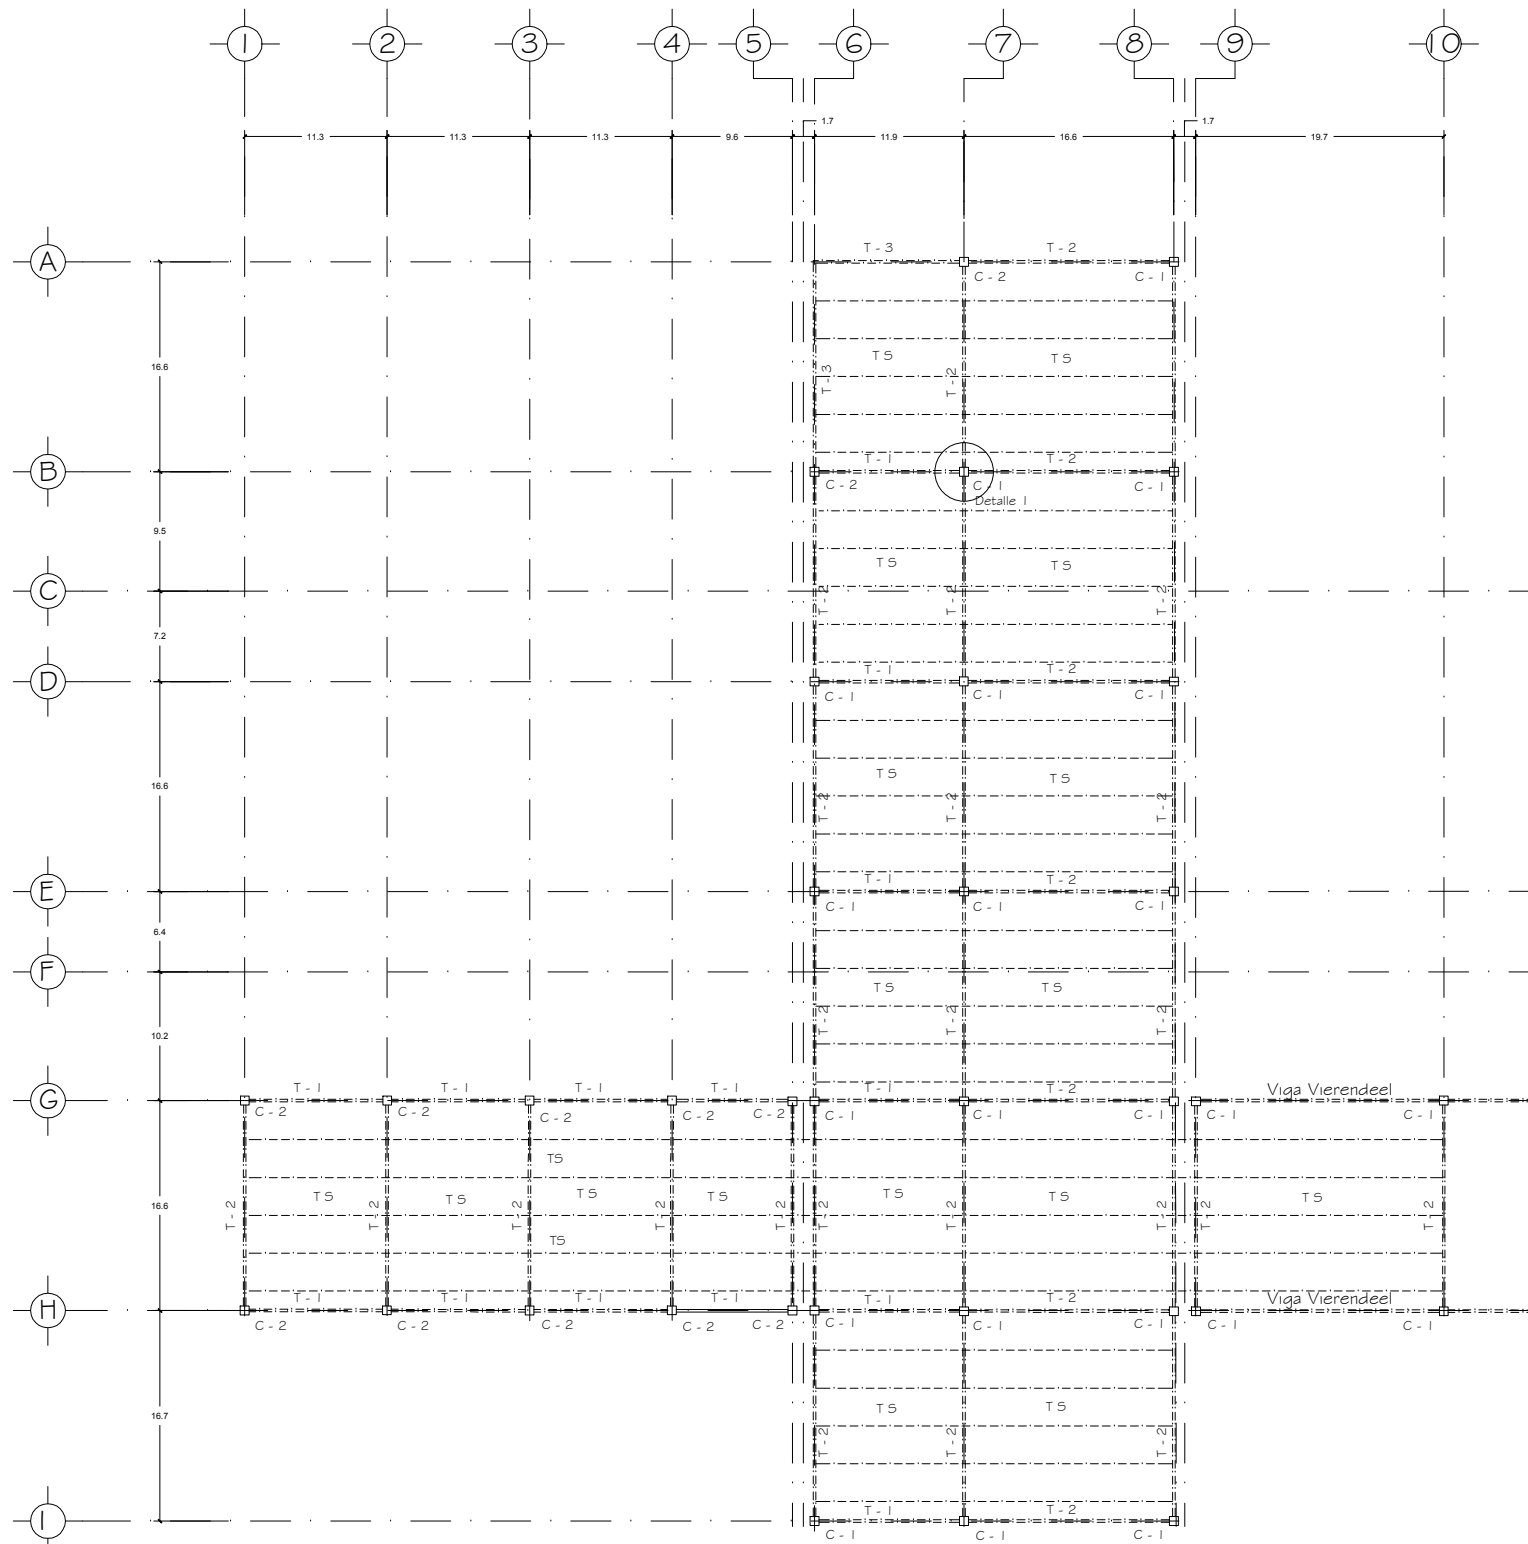 1 2 3 4 5 6 7 8 9 10
1.7 1.7
11.3 11.3 11.3 9.6 11.9 16.6 19.7
T-3 T-2
A
C-2 C-1
TS TS
16.6
T-3 T-2
T-1 T-2
B
C-2 C-1 C-1
Detalle 1
9.5
TS TS
C
T-2 T-2 T-2
7.2
T-1 T-2
D
C-1 C-1 C-1
TS TS
16.6
T-2 T-2 T-2
T-1 T-2
E
C-1 C-1 C-1
6.4
F
TS TS
T-2 T-2 T-2
10.2
T-1 T-1 T-1 T-1 T-1 T-2 Viga Vierendeel
G
C-2 C-2 C-2 C-2 C-2 C-1 C-1 C-1 C-1 C-1
TS
TS TS TS TS TS TS TS
16.6
T-2 T-2 T-2 T-2 T-2 T-2 T-2 T-2 T-2 T-2
TS
T-1 T-1 T-1 T-1 T-1 T-2 Viga Vierendeel
H
C-2 C-2 C-2 C-2 C-2 C-1 C-1 C-1 C-1 C-1
TS TS
16.7
T-2 T-2 T-2
T-1 T-2
I
C-1 C-1 C-1